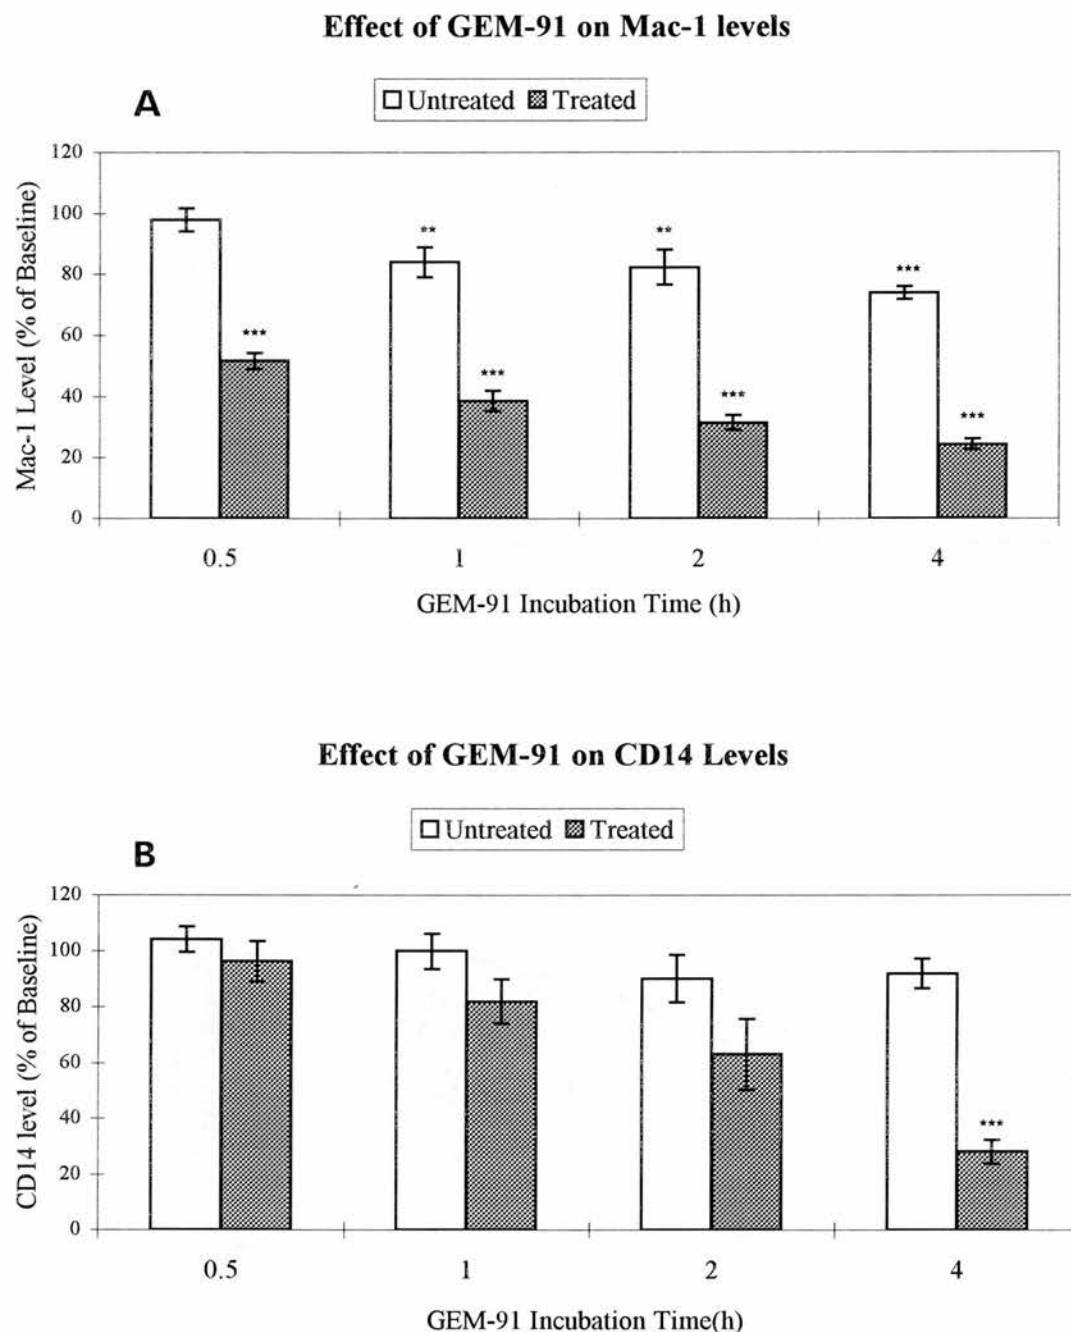 Effect of GEM-91 on Mac-1 levels
A
Untreated Treated
Mac-1 Level (% of Baseline)
120
100
80
60
40
20
0
** ** ***
*** *** *** ***
0.5 1 2 4
GEM-91 Incubation Time (h)
Effect of GEM-91 on CD14 Levels
Untreated Treated
B
CD14 level (% of Baseline)
120
100
80
60
40
20
0
***
0.5 1 2 4
GEM-91 Incubation Time(h)